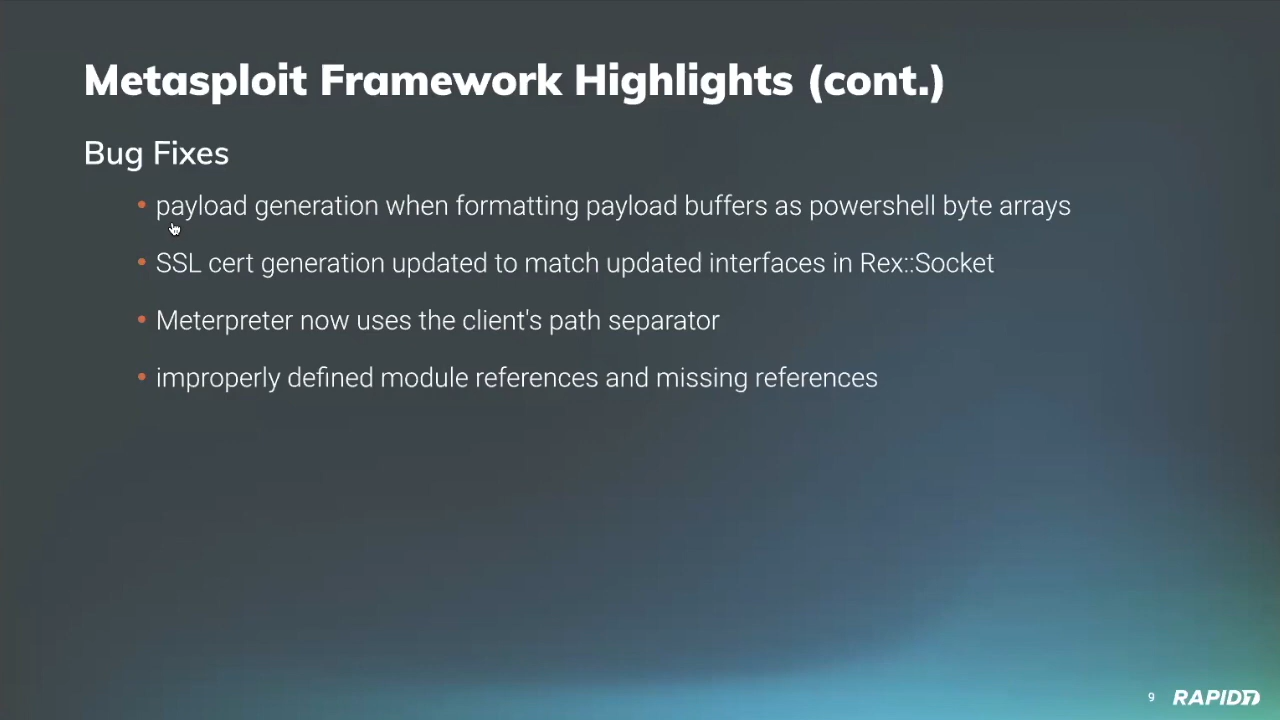 Metasploit Framework Highlights (cont.)
Bug Fixes
• payload generation when formatting payload buffers as powershell byte arrays
• SSL cert generation updated to match updated interfaces in Rex::Socket
• Meterpreter now uses the client's path separator
• improperly defined module references and missing references
9 RAPID7